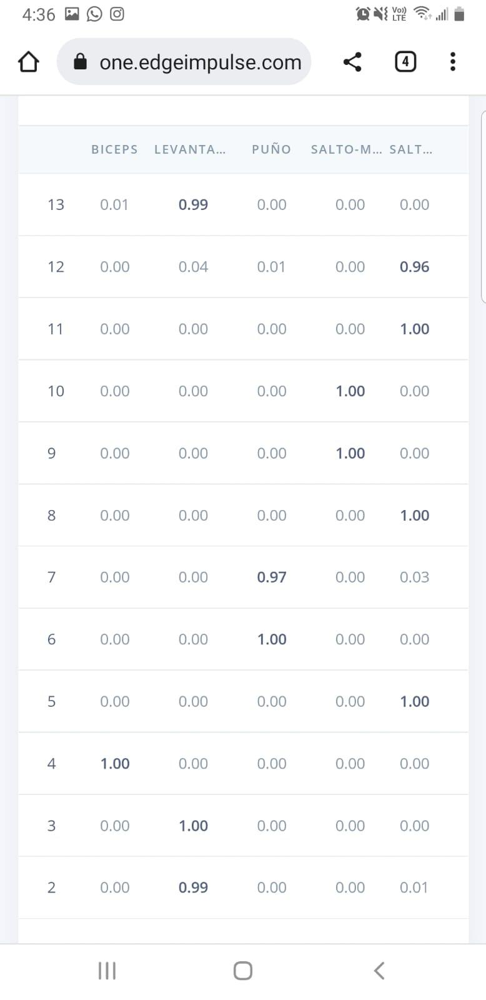 4:36 Vo)) LTE
one.edgeimpulse.com 4
BICEPS LEVANTA... PUÑO SALTO-M... SALT...
13 0.01 0.99 0.00 0.00 0.00
12 0.00 0.04 0.01 0.00 0.96
11 0.00 0.00 0.00 0.00 1.00
10 0.00 0.00 0.00 1.00 0.00
9 0.00 0.00 0.00 1.00 0.00
8 0.00 0.00 0.00 0.00 1.00
7 0.00 0.00 0.97 0.00 0.03
6 0.00 0.00 1.00 0.00 0.00
5 0.00 0.00 0.00 0.00 1.00
4 1.00 0.00 0.00 0.00 0.00
3 0.00 1.00 0.00 0.00 0.00
2 0.00 0.99 0.00 0.00 0.01